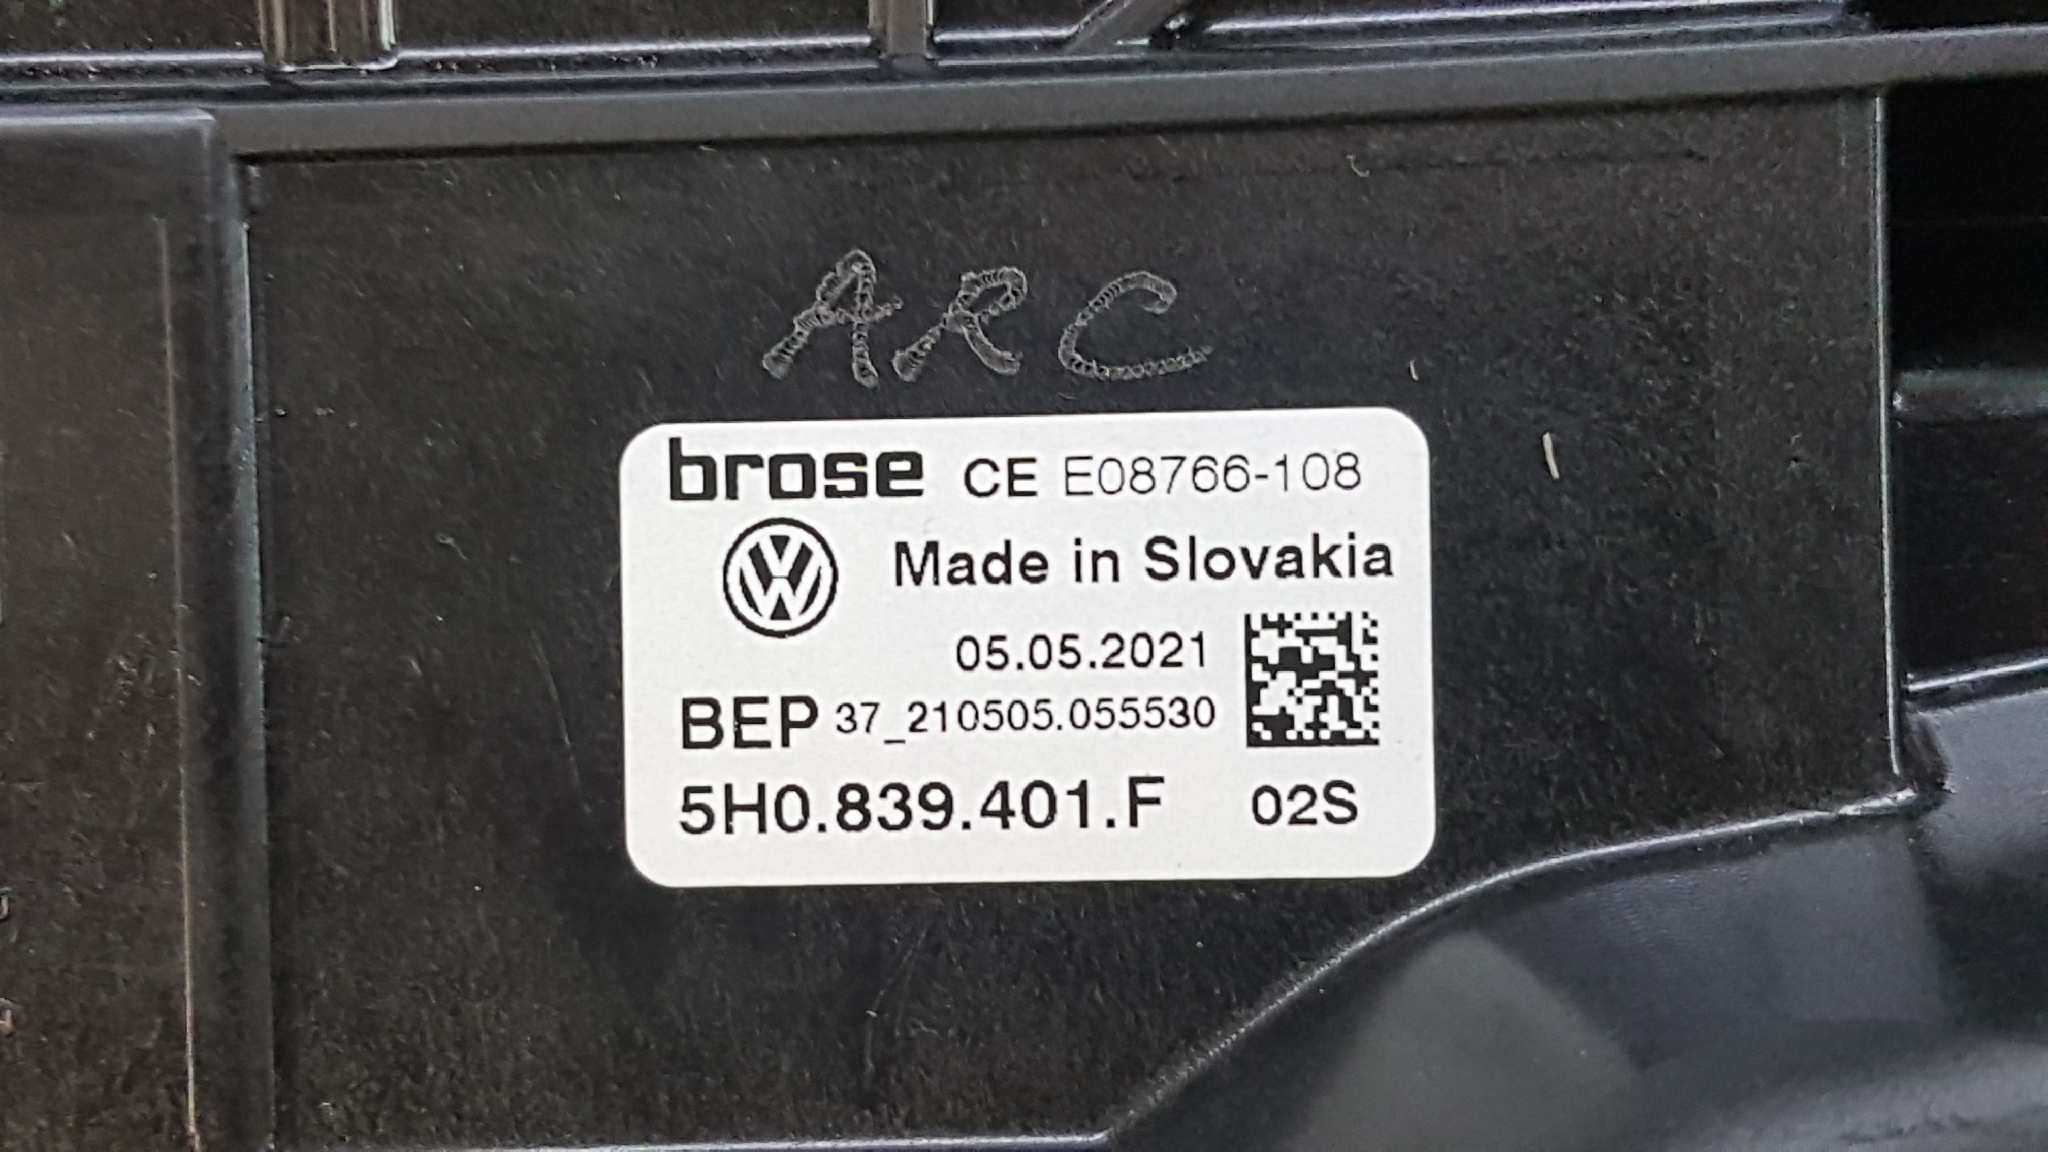 ARC
brose CE E08766-108
Made in Slovakia
05.05.2021
BEP 37_210505.055530
5H0.839.401.F 02S